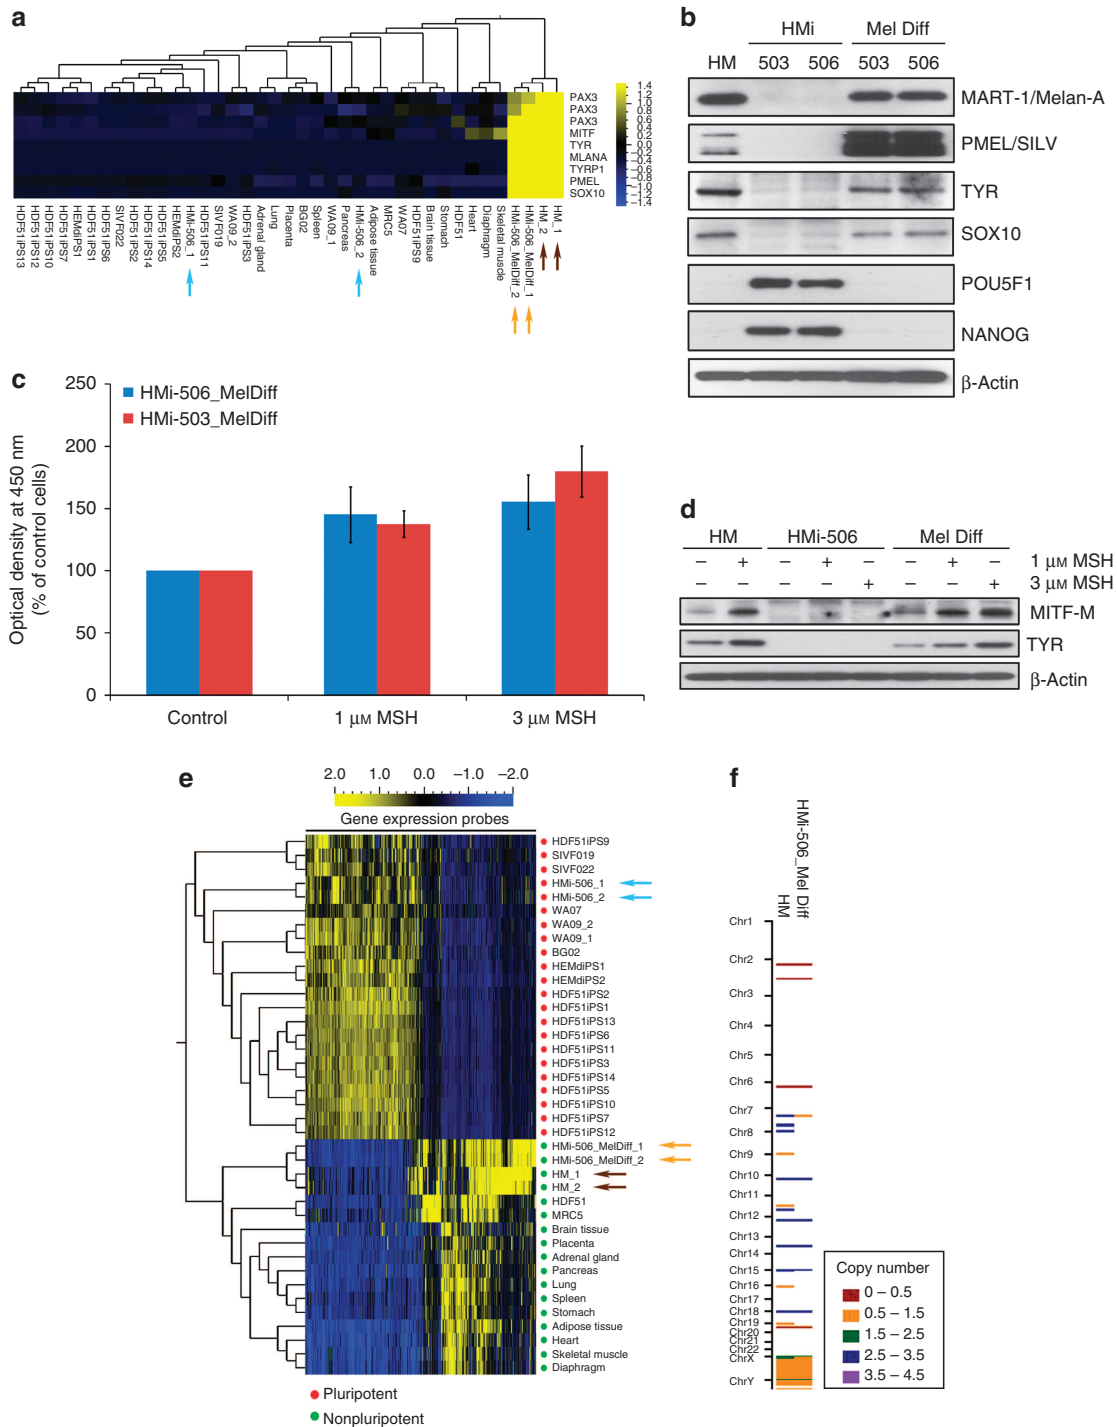 a
1.4
1.2
1.0
0.8
0.6
0.4
0.2
0.0
−0.2
−0.4
−0.6
−0.8
−1.0
−1.2
−1.4
PAX3
PAX3
PAX3
MITF
TYR
MLANA
TYRP1
PMEL
SOX10
HDF51iPS13
HDF51iPS12
HDF51iPS10
HDF51iPS7
HEMdiPS1
HDF51iPS1
HDF51iPS6
SIVF022
HDF51iPS2
HDF51iPS14
HDF51iPS5
HEMdiPS2
HMi-506_1
HDF51iPS11
SIVF019
WA09_2
HDF51iPS3
Adrenal gland
Lung
Placenta
BG02
Spleen
WA09_1
Pancreas
HMi-506_2
Adipose tissue
MRC5
WA07
HDF51iPS9
Brain tissue
Stomach
HDF51
Heart
Diaphragm
Skeletal muscle
HMi-506_MelDiff_2
HMi-506_MelDiff_1
HM_2
HM_1
b
HMi Mel Diff
HM 503 506 503 506
MART-1/Melan-A
PMEL/SILV
TYR
SOX10
POU5F1
NANOG
β-Actin
c
HMi-506_MelDiff
HMi-503_MelDiff
Optical density at 450 nm
(% of control cells)
250
200
150
100
50
0
Control 1 μM MSH 3 μM MSH
d
HM HMi-506 Mel Diff
− + − + − + 1 μM MSH
− − − + − + 3 μM MSH
MITF-M
TYR
β-Actin
e
2.0 1.0 0.0 −1.0 −2.0
Gene expression probes
HDF51iPS9
SIVF019
SIVF022
HMi-506_1
HMi-506_2
WA07
WA09_2
WA09_1
BG02
HEMdiPS1
HEMdiPS2
HDF51iPS2
HDF51iPS1
HDF51iPS13
HDF51iPS6
HDF51iPS11
HDF51iPS3
HDF51iPS14
HDF51iPS5
HDF51iPS10
HDF51iPS7
HDF51iPS12
HMi-506_MelDiff_1
HMi-506_MelDiff_2
HM_1
HM_2
HDF51
MRC5
Brain tissue
Placenta
Adrenal gland
Pancreas
Lung
Spleen
Stomach
Adipose tissue
Heart
Skeletal muscle
Diaphragm
Pluripotent
Nonpluripotent
f
HM
HMi-506_Mel Diff
Chr1
Chr2
Chr3
Chr4
Chr5
Chr6
Chr7
Chr8
Chr9
Chr10
Chr11
Chr12
Chr13
Chr14
Chr15
Chr16
Chr17
Chr18
Chr19
Chr20
Chr21
Chr22
ChrX
ChrY
Copy number
0 – 0.5
0.5 – 1.5
1.5 – 2.5
2.5 – 3.5
3.5 – 4.5